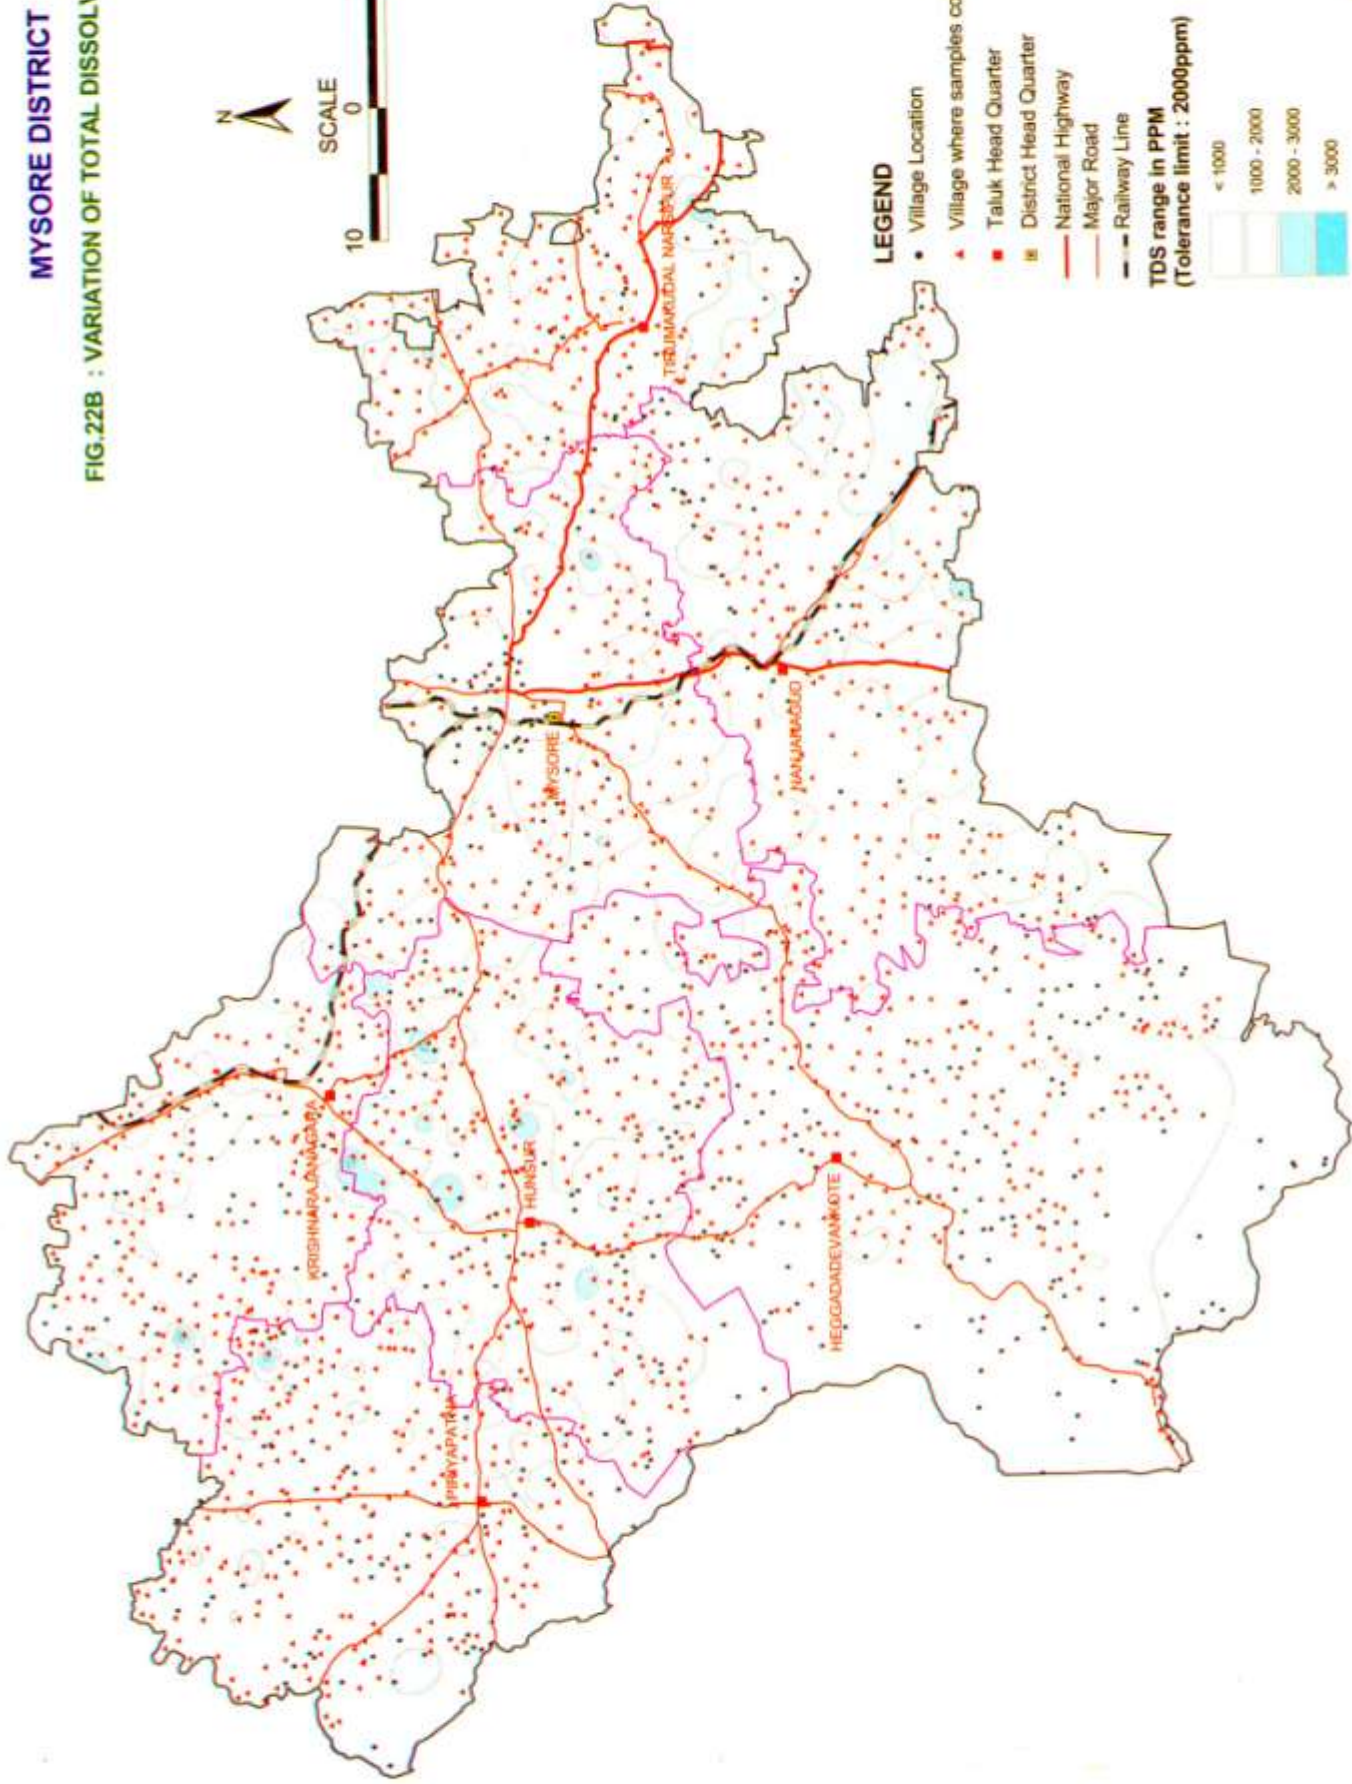 MYSORE DISTRICT
FIG.22B : VARIATION OF TOTAL DISSOLV
N
SCALE
10 0
KRISHNARAJANAGAR
PIRIYAPATNA
HUNSUR
MYSORE
TIRUMAKUDAL NARSIPUR
NANJANAGUD
HEGGADADEVANKOTE
LEGEND
Village Location
Village where samples co
Taluk Head Quarter
District Head Quarter
National Highway
Major Road
Railway Line
TDS range in PPM
(Tolerance limit : 2000ppm)
< 1000
1000 - 2000
2000 - 3000
> 3000